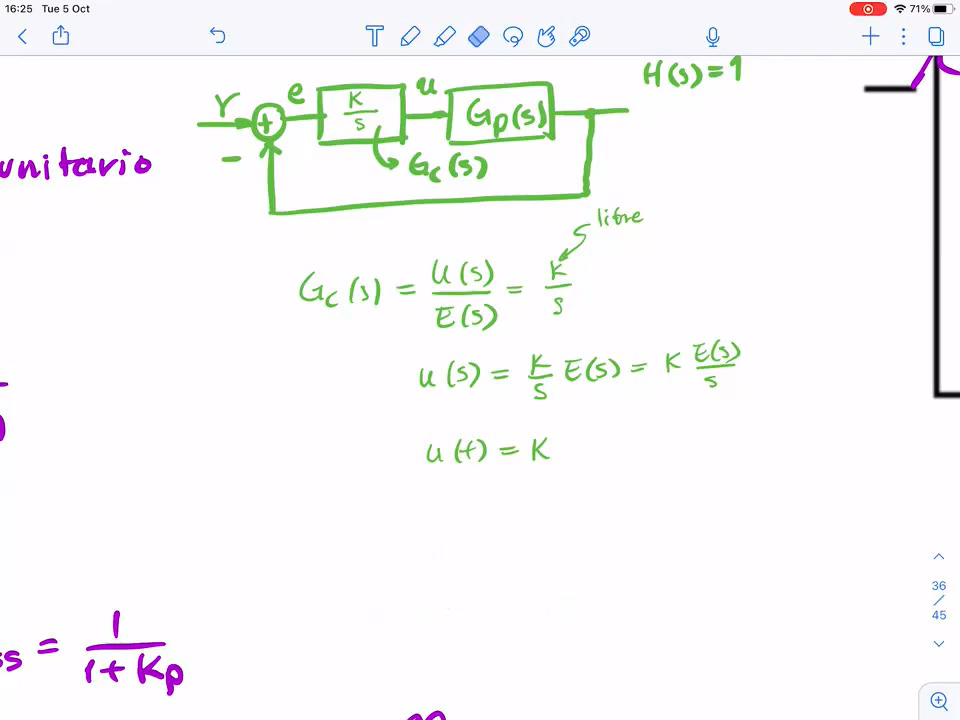 16:25 Tue 5 Oct 71%
T
H(s)=1
r e K/s u Gp(s)
+
−
Gc(s)
unitario
libre
Gc(s) = U(s)/E(s) = K/s
u(s) = K/s E(s) = K E(s)/s
u(t) = K
36
/
45
ss = 1/(1+Kp)